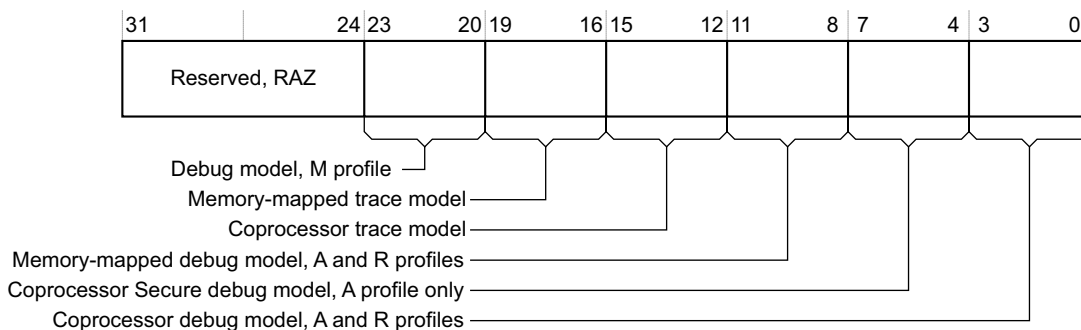 31 24 23 20 19 16 15 12 11 8 7 4 3 0
Reserved, RAZ
Debug model, M profile
Memory-mapped trace model
Coprocessor trace model
Memory-mapped debug model, A and R profiles
Coprocessor Secure debug model, A profile only
Coprocessor debug model, A and R profiles